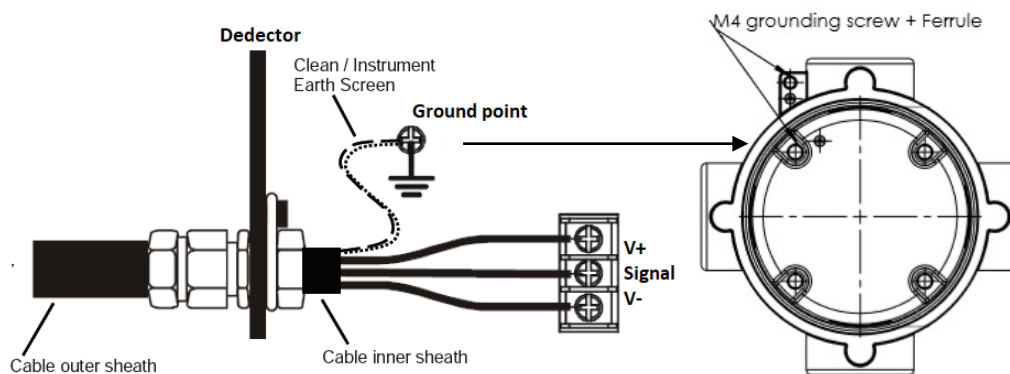 M4 grounding screw + Ferrule
Dedector
Clean / Instrument
Earth Screen
Ground point
V+
Signal
V-
Cable outer sheath
Cable inner sheath